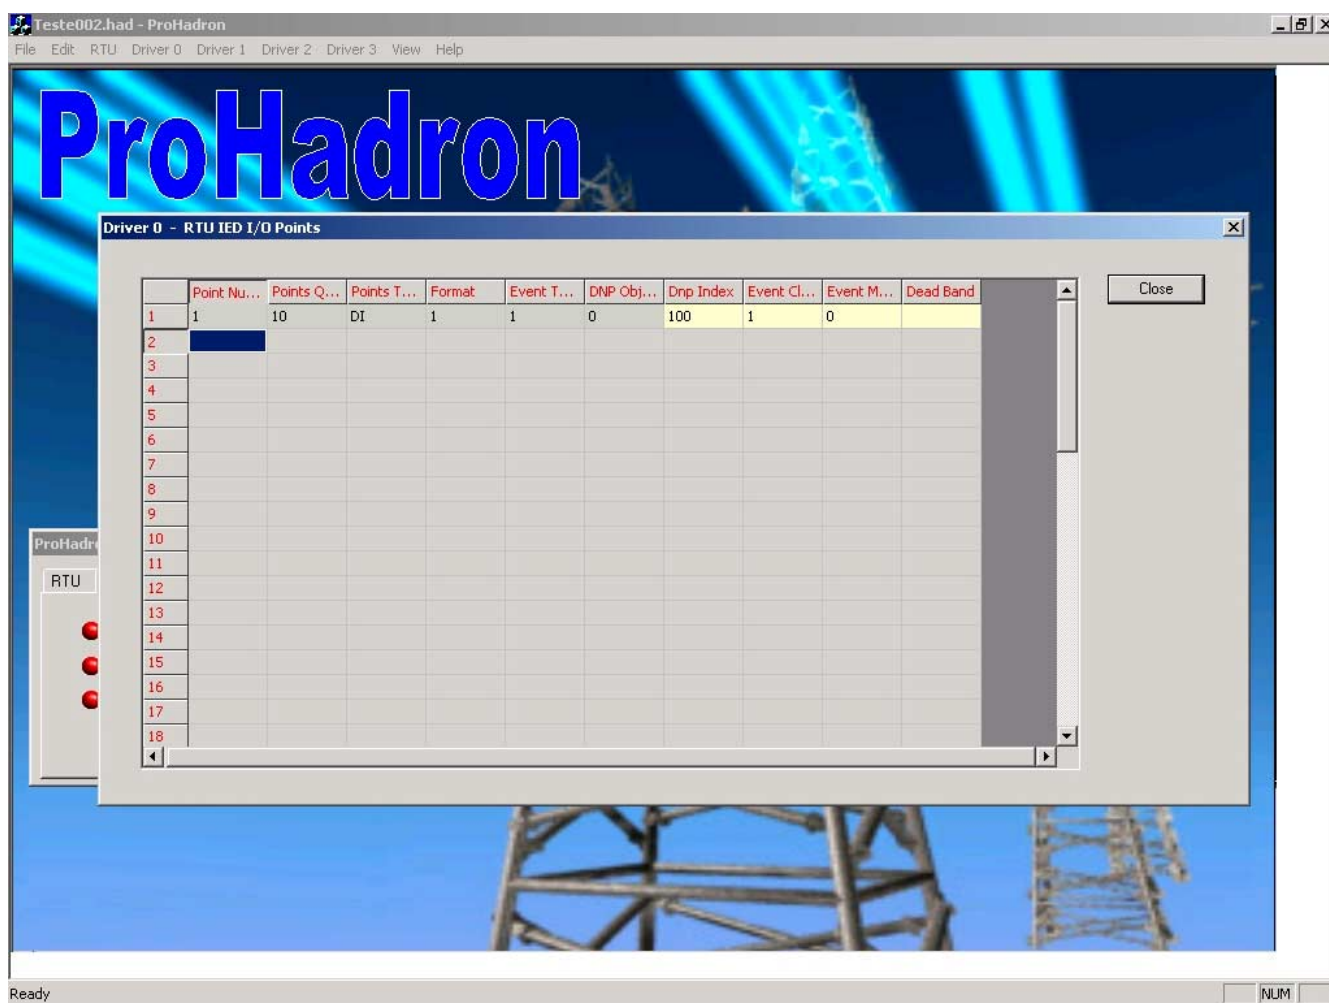 Teste002.had - ProHadron
File Edit RTU Driver 0 Driver 1 Driver 2 Driver 3 View Help
ProHadron
Driver 0 - RTU IED I/O Points
Close
Point Nu... Points Q... Points T... Format Event T... DNP Obj... Dnp Index Event Cl... Event M... Dead Band
1 1 10 DI 1 1 0 100 1 0
2
3
4
5
6
7
8
9
10
11
12
13
14
15
16
17
18
ProHadr
RTU
Ready NUM